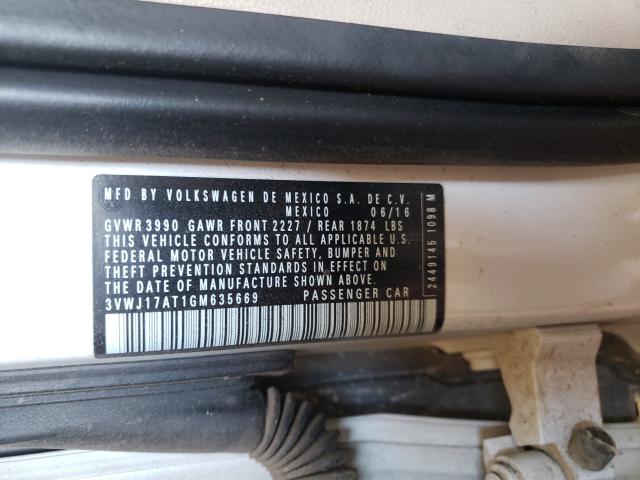 MFD BY VOLKSWAGEN DE MEXICO S.A. DE C.V.
MEXICO 06/16
GVWR 3990 GAWR FRONT 2227 / REAR 1874 LBS
THIS VEHICLE CONFORMS TO ALL APPLICABLE U.S.
FEDERAL MOTOR VEHICLE SAFETY, BUMPER AND
THEFT PREVENTION STANDARDS IN EFFECT ON
THE DATE OF MANUFACTURE SHOWN ABOVE.
3VWJ17AT1GM635669 PASSENGER CAR
2449145 1098 M